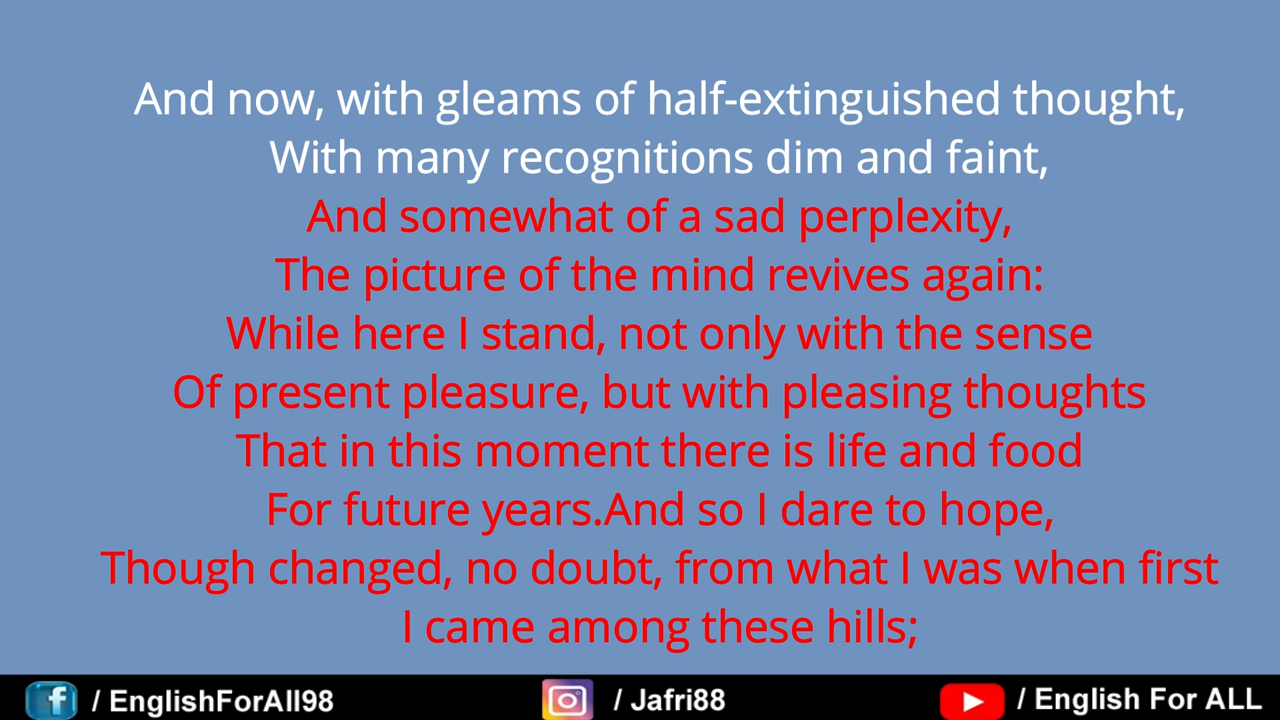 And now, with gleams of half-extinguished thought,
With many recognitions dim and faint,
And somewhat of a sad perplexity,
The picture of the mind revives again:
While here I stand, not only with the sense
Of present pleasure, but with pleasing thoughts
That in this moment there is life and food
For future years.And so I dare to hope,
Though changed, no doubt, from what I was when first
I came among these hills;
/ EnglishForAll98
/ Jafri88
/ English For ALL